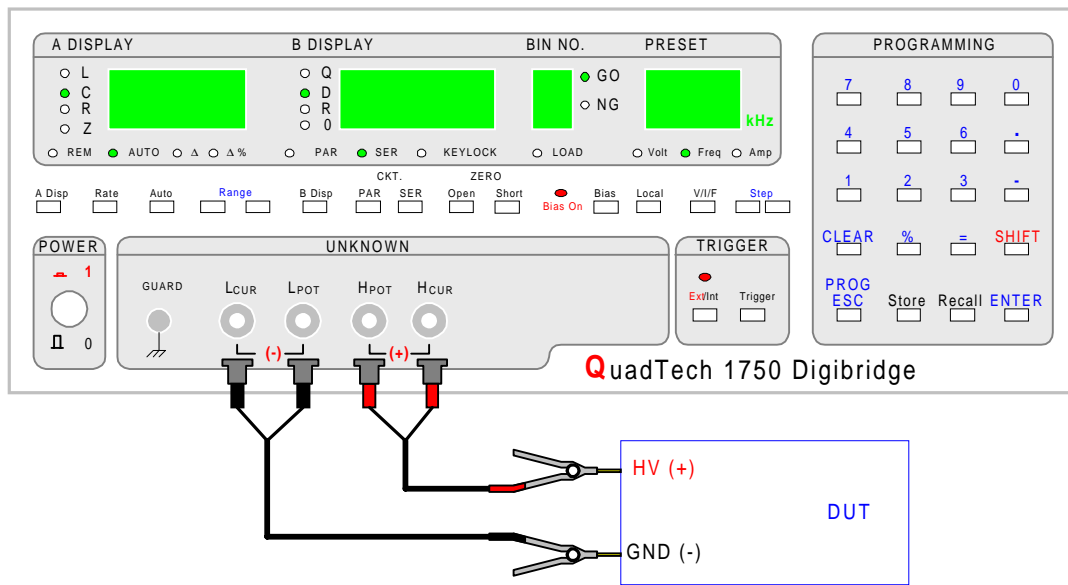 A DISPLAY B DISPLAY BIN NO. PRESET
L Q GO
C D
R R NG
Z 0
kHz
REM AUTO Δ Δ % PAR SER KEYLOCK LOAD Volt Freq Amp
CKT. ZERO
A Disp Rate Auto Range B Disp PAR SER Open Short Bias On Bias Local V/I/F Step
PROGRAMMING
7 8 9 0
4 5 6 .
1 2 3 -
CLEAR % = SHIFT
PROG
ESC Store Recall ENTER
POWER
1
0
UNKNOWN
GUARD LCUR LPOT HPOT HCUR
(-) (+)
TRIGGER
Ext/Int Trigger
QuadTech 1750 Digibridge
HV (+)
DUT
GND (-)